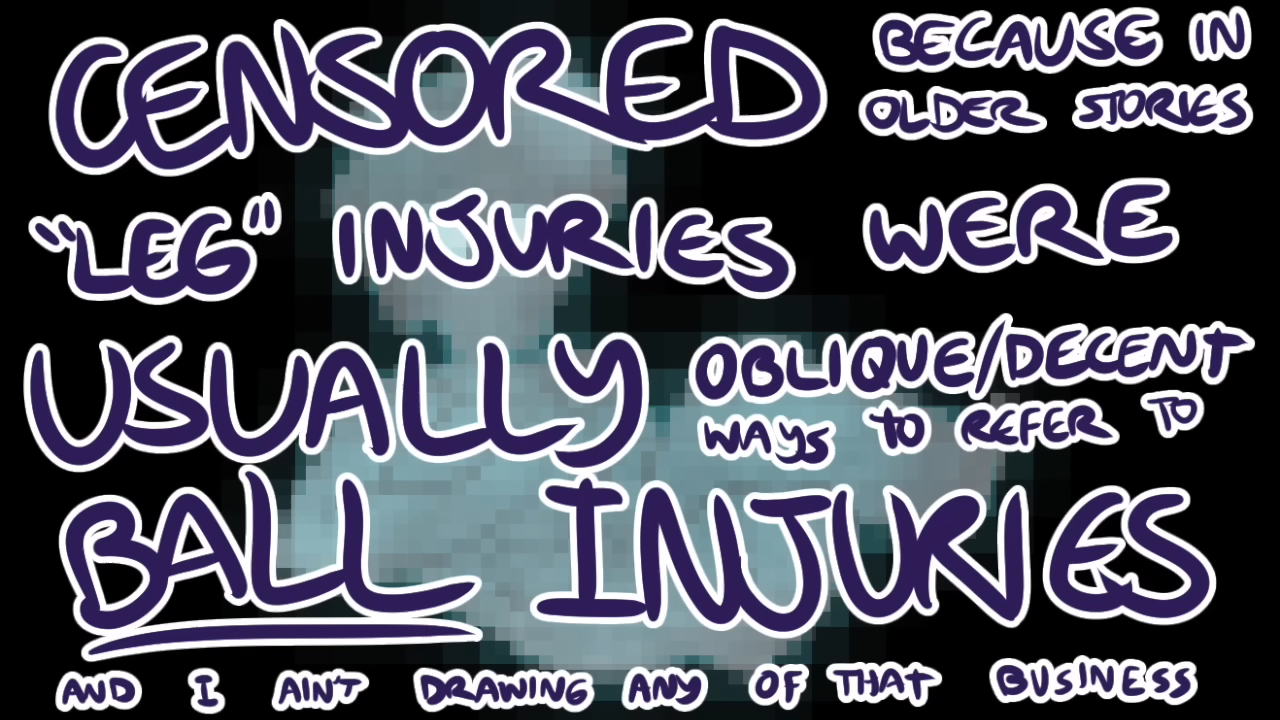 CENSORED BECAUSE IN
OLDER STORIES
"LEG" INJURIES WERE
USUALLY OBLIQUE/DECENT
WAYS TO REFER TO
BALL INJURIES
AND I AIN'T DRAWING ANY OF THAT BUSINESS